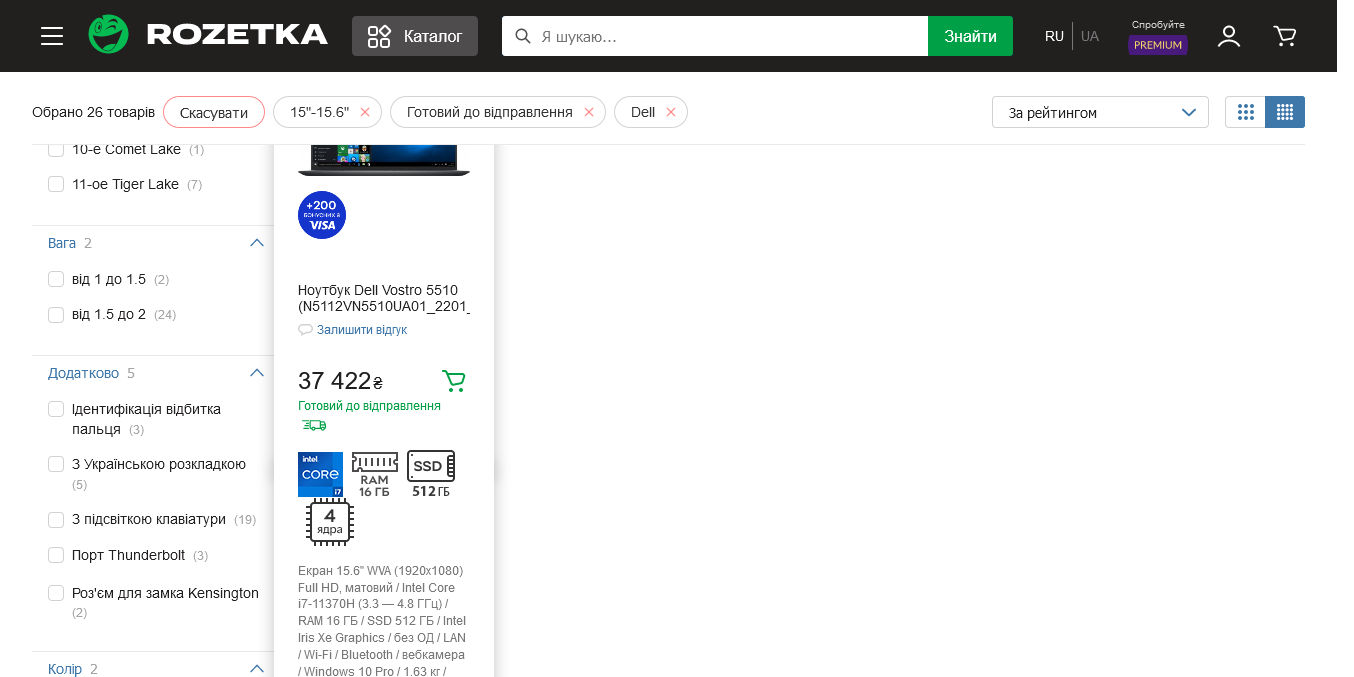 ROZETKA
Каталог
Я шукаю...
Знайти
RU
UA
Спробуйте
PREMIUM
Обрано 26 товарів
Скасувати
15"-15.6"
Готовий до відправлення
Dell
За рейтингом
10-е Comet Lake (1)
11-ое Tiger Lake (7)
Вага 2
від 1 до 1.5 (2)
від 1.5 до 2 (24)
Додатково 5
Ідентифікація відбитка
пальця (3)
З Українською розкладкою
(5)
З підсвіткою клавіатури (19)
Порт Thunderbolt (3)
Роз'єм для замка Kensington
(2)
Колір 2
+200
БОНУСНИХ ₴
VISA
Ноутбук Dell Vostro 5510
(N5112VN5510UA01_2201_
Залишити відгук
37 422₴
Готовий до відправлення
intel
CORE
i7
RAM
16 ГБ
SSD
512 ГБ
4
ядра
Екран 15.6" WVA (1920x1080)
Full HD, матовий / Intel Core
i7-11370H (3.3 — 4.8 ГГц) /
RAM 16 ГБ / SSD 512 ГБ / Intel
Iris Xe Graphics / без ОД / LAN
/ Wi-Fi / Bluetooth / вебкамера
/ Windows 10 Pro / 1.63 кг /